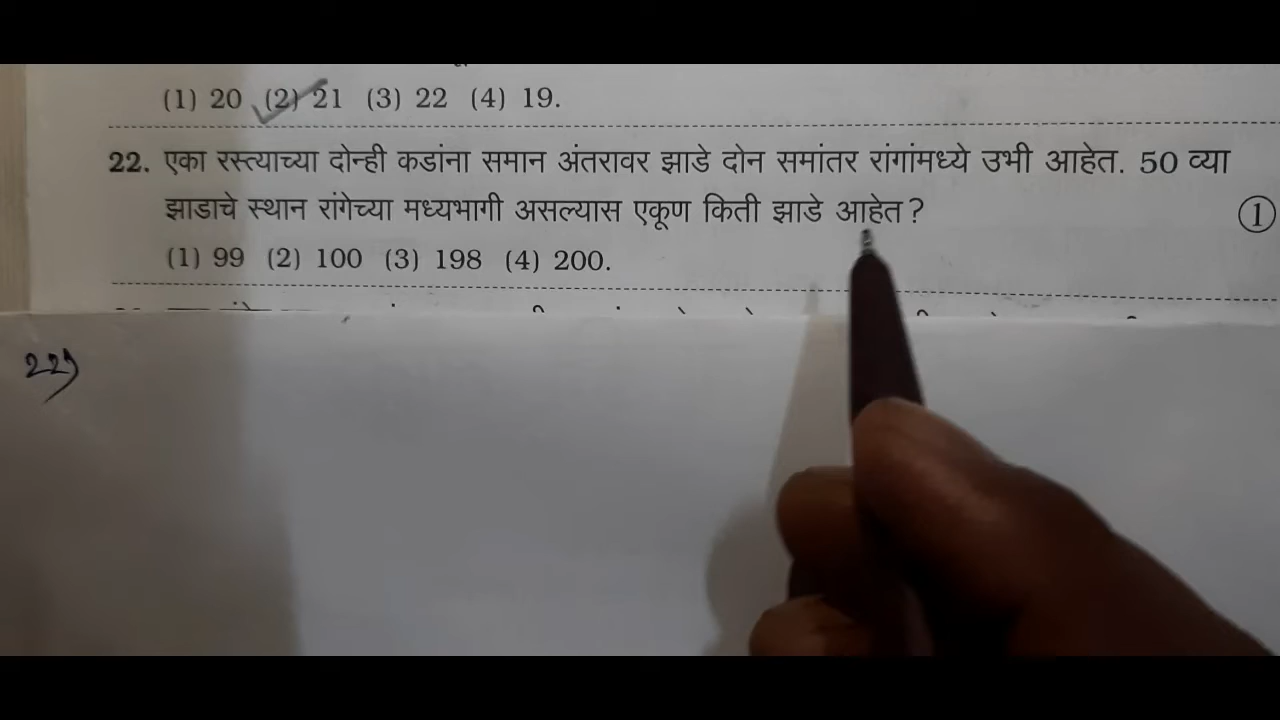 (1) 20 (2) 21 (3) 22 (4) 19.
22. एका रस्त्याच्या दोन्ही कडांना समान अंतरावर झाडे दोन समांतर रांगांमध्ये उभी आहेत. 50 व्या
झाडाचे स्थान रांगेच्या मध्यभागी असल्यास एकूण किती झाडे आहेत? 1
(1) 99 (2) 100 (3) 198 (4) 200.
22)